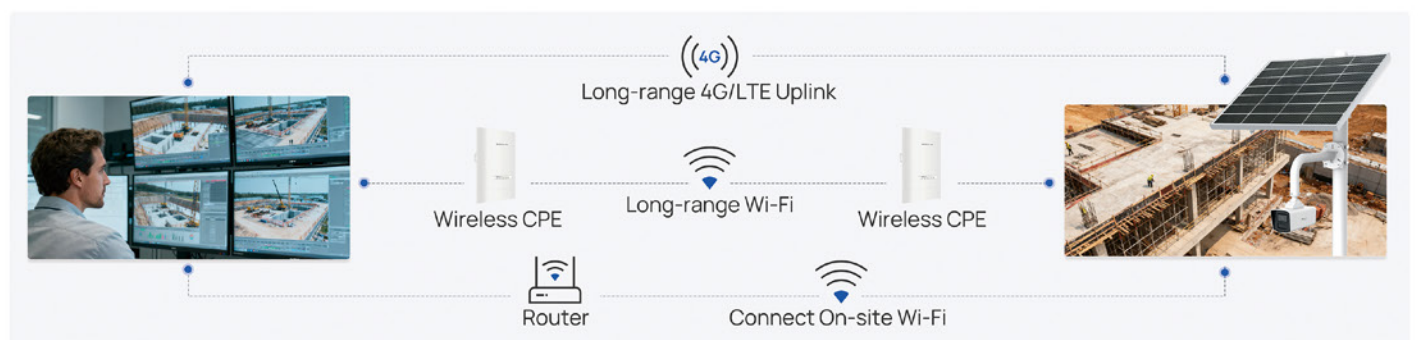 4G
Long-range 4G/LTE Uplink
Wireless CPE
Long-range Wi-Fi
Wireless CPE
Router
Connect On-site Wi-Fi